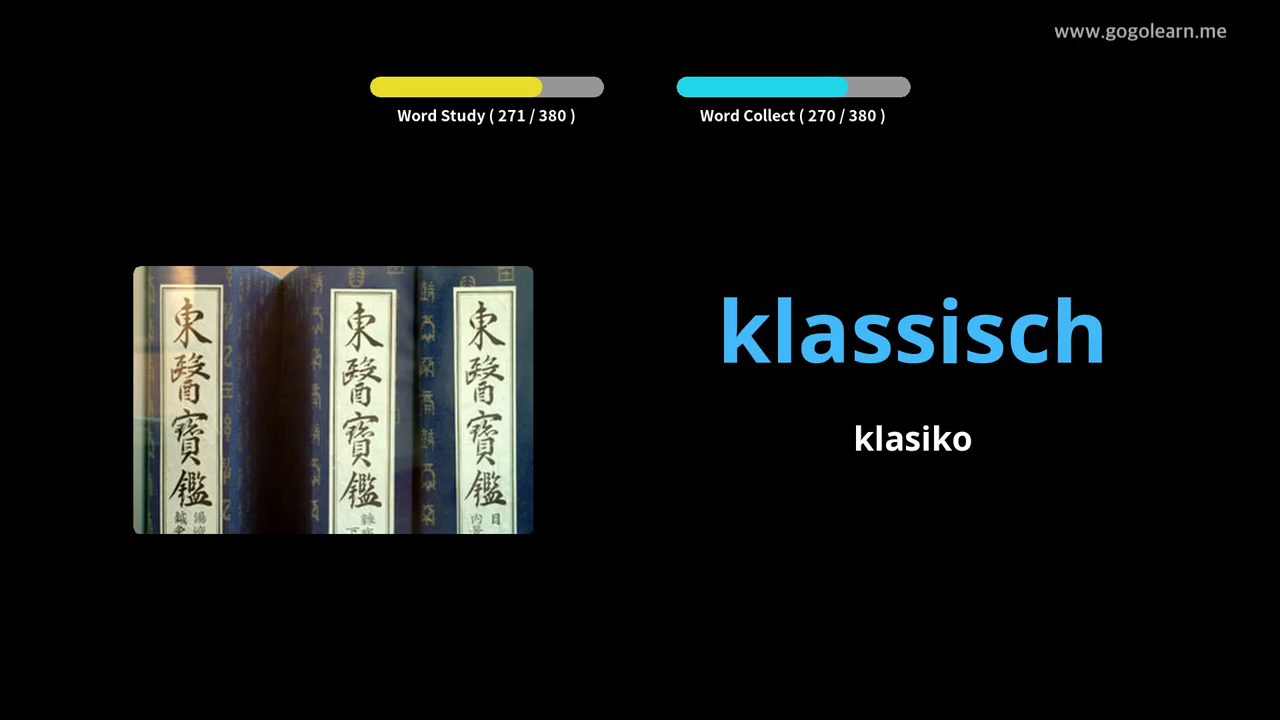 www.gogolearn.me
Word Study ( 271 / 380 )
Word Collect ( 270 / 380 )
東醫寶鑑
東醫寶鑑
東醫寶鑑
klassisch
klasiko